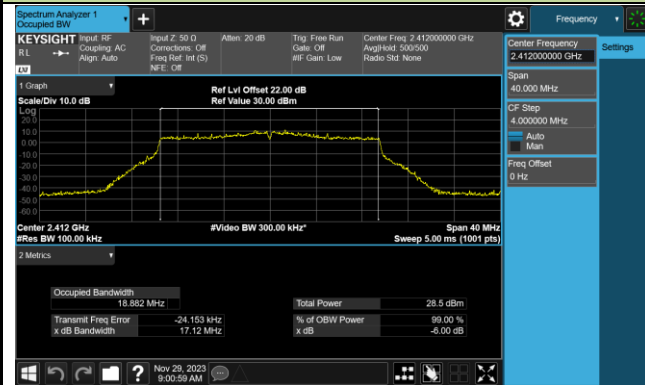 Spectrum Analyzer 1
Occupied BW
Frequency
KEYSIGHT
RL
LXI
Input: RF
Coupling: AC
Align: Auto
Input Z: 50 Ω
Corrections: Off
Freq Ref: Int (S)
NFE: Off
Atten: 20 dB
Trig: Free Run
Gate: Off
#IF Gain: Low
Center Freq: 2.412000000 GHz
Avg|Hold: 500/500
Radio Std: None
Center Frequency
2.412000000 GHz
Settings
Span
40.000 MHz
CF Step
4.000000 MHz
Auto
Man
Freq Offset
0 Hz
1 Graph
Scale/Div 10.0 dB
Ref Lvl Offset 22.00 dB
Ref Value 30.00 dBm
Log
20.0
10.0
0.00
-10.0
-20.0
-30.0
-40.0
-50.0
-60.0
Center 2.412 GHz
#Res BW 100.00 kHz
#Video BW 300.00 kHz*
Span 40 MHz
Sweep 5.00 ms (1001 pts)
2 Metrics
Occupied Bandwidth
18.882 MHz
Total Power 28.5 dBm
Transmit Freq Error -24.153 kHz
% of OBW Power 99.00 %
x dB Bandwidth 17.12 MHz
x dB -6.00 dB
Nov 29, 2023
9:00:59 AM